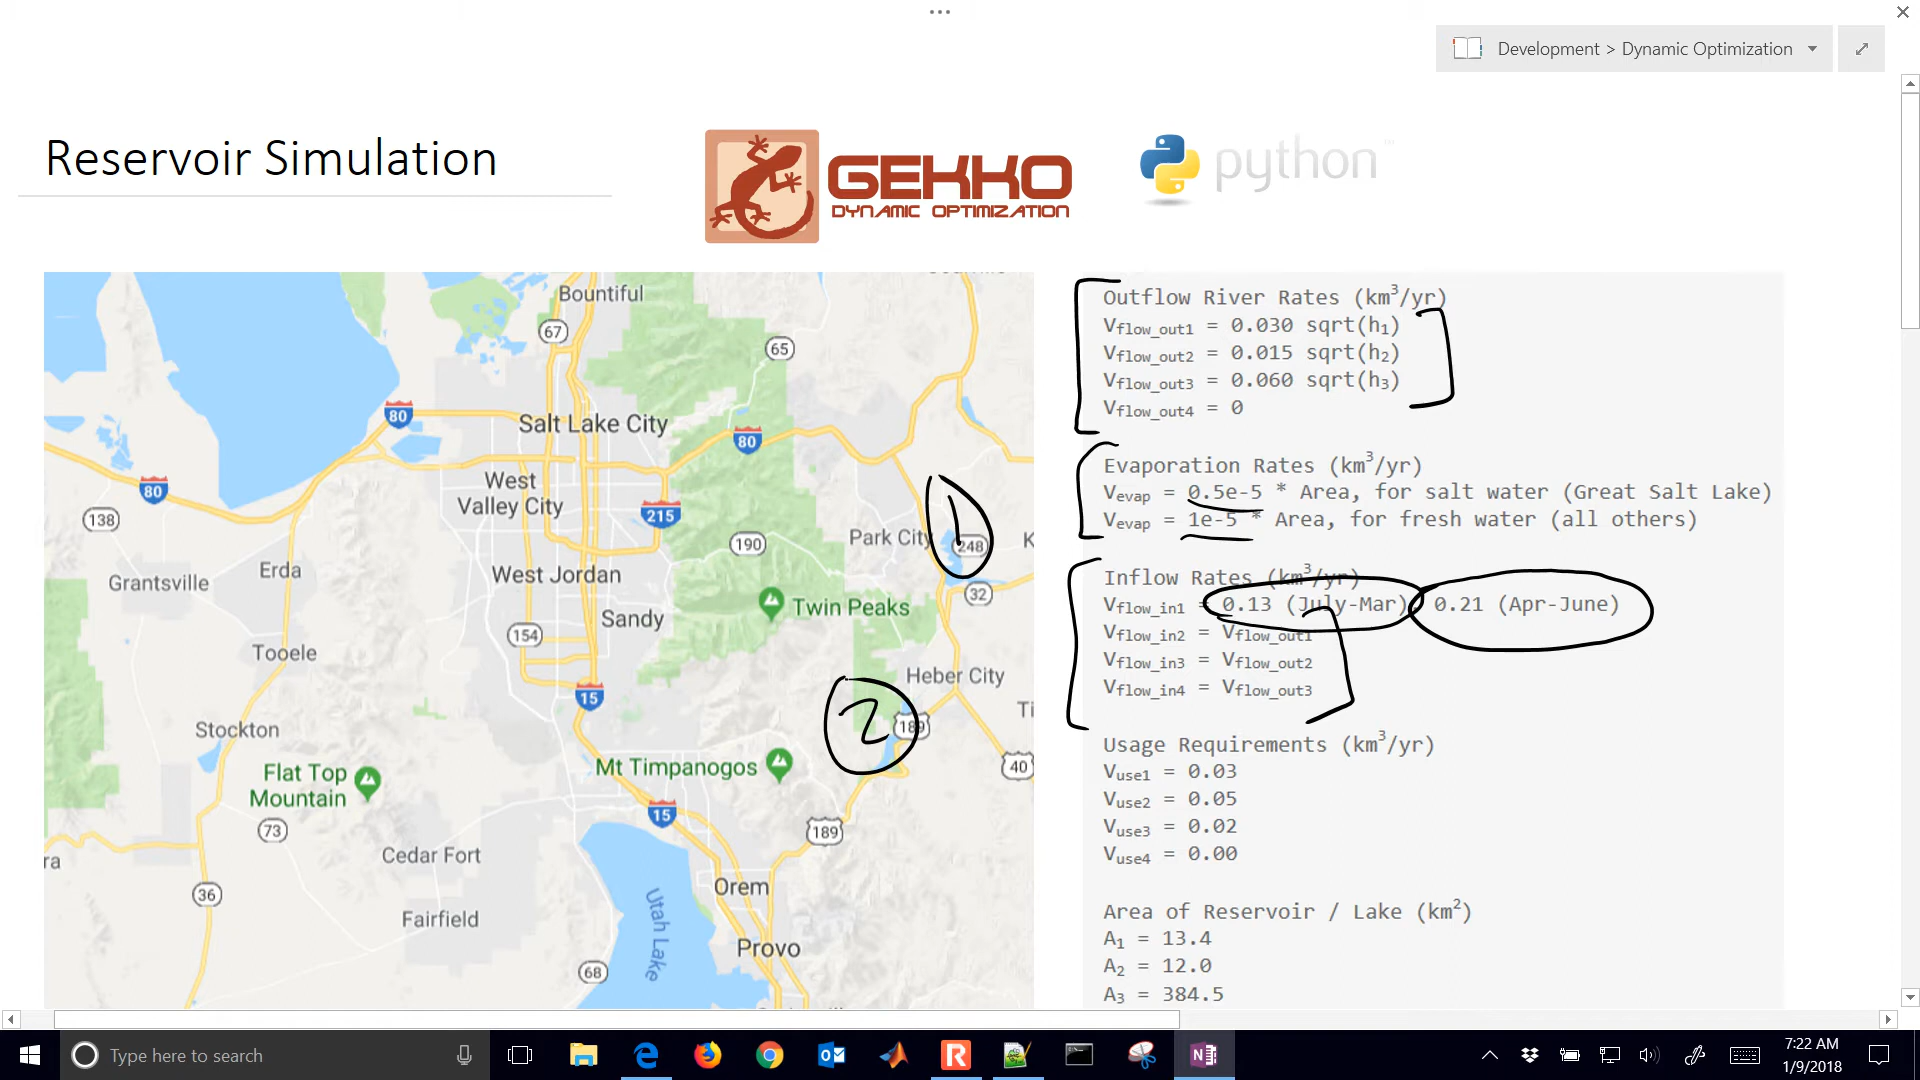 Development > Dynamic Optimization
Reservoir Simulation
GEKKO
DYNAMIC OPTIMIZATION
python
™
Bountiful
67
65
80
Salt Lake City
80
West
Valley City
80
215
138
190
Park City
248
K
Grantsville
Erda
West Jordan
32
Twin Peaks
Sandy
154
Tooele
Heber City
15
Stockton
189
Ti
Flat Top
Mountain
Mt Timpanogos
40
15
73
189
ra
Cedar Fort
Orem
36
Fairfield
Utah Lake
Provo
68
1
2
Outflow River Rates (km³/yr)
Vflow_out1 = 0.030 sqrt(h₁)
Vflow_out2 = 0.015 sqrt(h₂)
Vflow_out3 = 0.060 sqrt(h₃)
Vflow_out4 = 0
Evaporation Rates (km³/yr)
Vevap = 0.5e-5 * Area, for salt water (Great Salt Lake)
Vevap = 1e-5 * Area, for fresh water (all others)
Inflow Rates (km³/yr)
Vflow_in1 = 0.13 (July-Mar) 0.21 (Apr-June)
Vflow_in2 = Vflow_out1
Vflow_in3 = Vflow_out2
Vflow_in4 = Vflow_out3
Usage Requirements (km³/yr)
Vuse1 = 0.03
Vuse2 = 0.05
Vuse3 = 0.02
Vuse4 = 0.00
Area of Reservoir / Lake (km²)
A₁ = 13.4
A₂ = 12.0
A₃ = 384.5
Type here to search
7:22 AM
1/9/2018